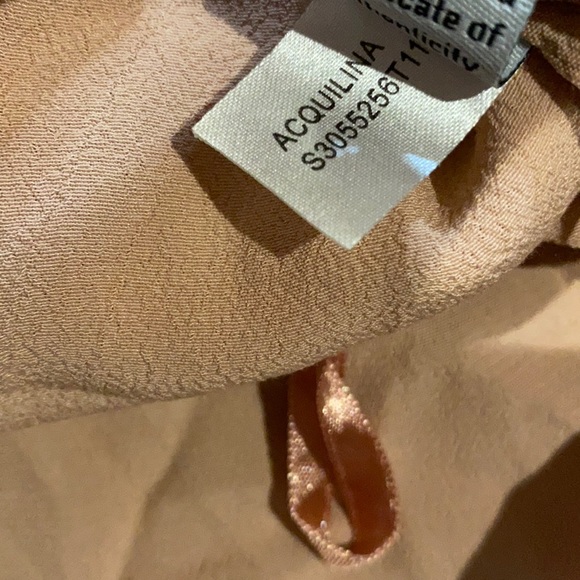 cate of
ACQUILINA
S3055256T11